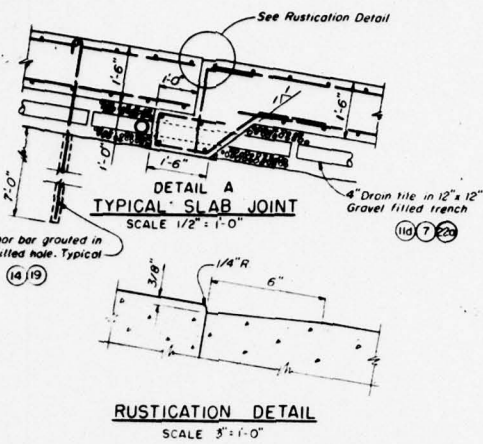 See Rustication Detail
1'-6"
1'-0"
1
1
1'-6"
1'-0"
1'-6"
7'-0"
DETAIL A
TYPICAL SLAB JOINT
SCALE 1/2" = 1'-0"
4" Drain tile in 12" x 12"
Gravel filled trench
11d 7 22a
or bar grouted in
illed hole. Typical
14 19
3/8"
1/4" R
6"
RUSTICATION DETAIL
SCALE 3" = 1'-0"